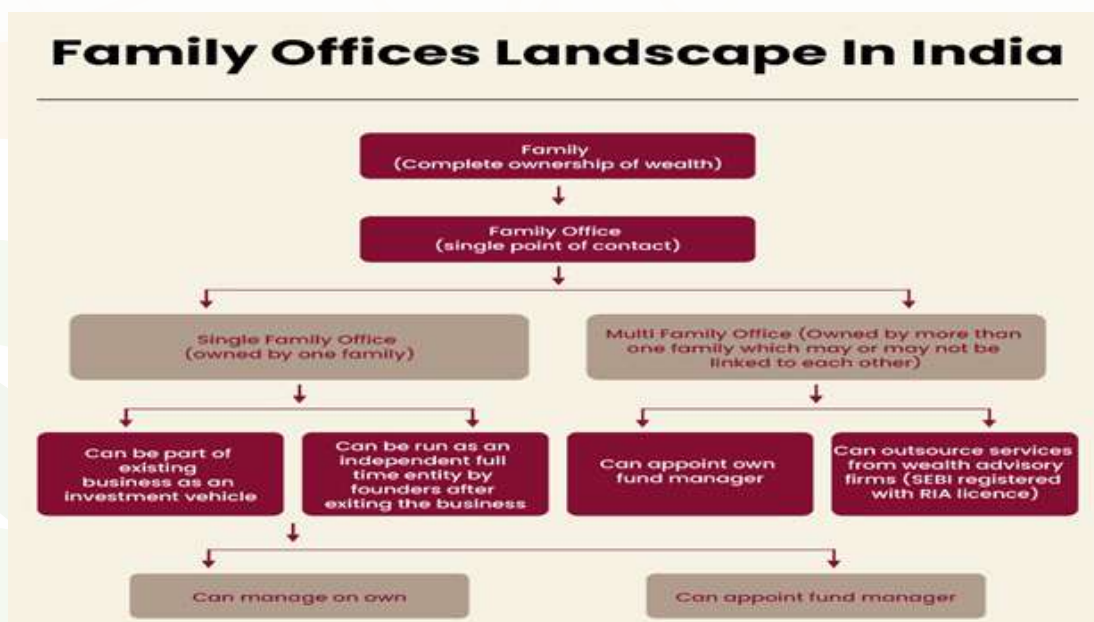 Family Offices Landscape In India
Family
(Complete ownership of wealth)
Family Office
(single point of contact)
Single Family Office
(owned by one family)
Multi Family Office (Owned by more than
one family which may or may not be
linked to each other)
Can be part of
existing
business as an
investment vehicle
Can be run as an
independent full
time entity by
founders after
exiting the business
Can appoint own
fund manager
Can outsource services
from wealth advisory
firms (SEBI registered
with RIA licence)
Can manage on own
Can appoint fund manager